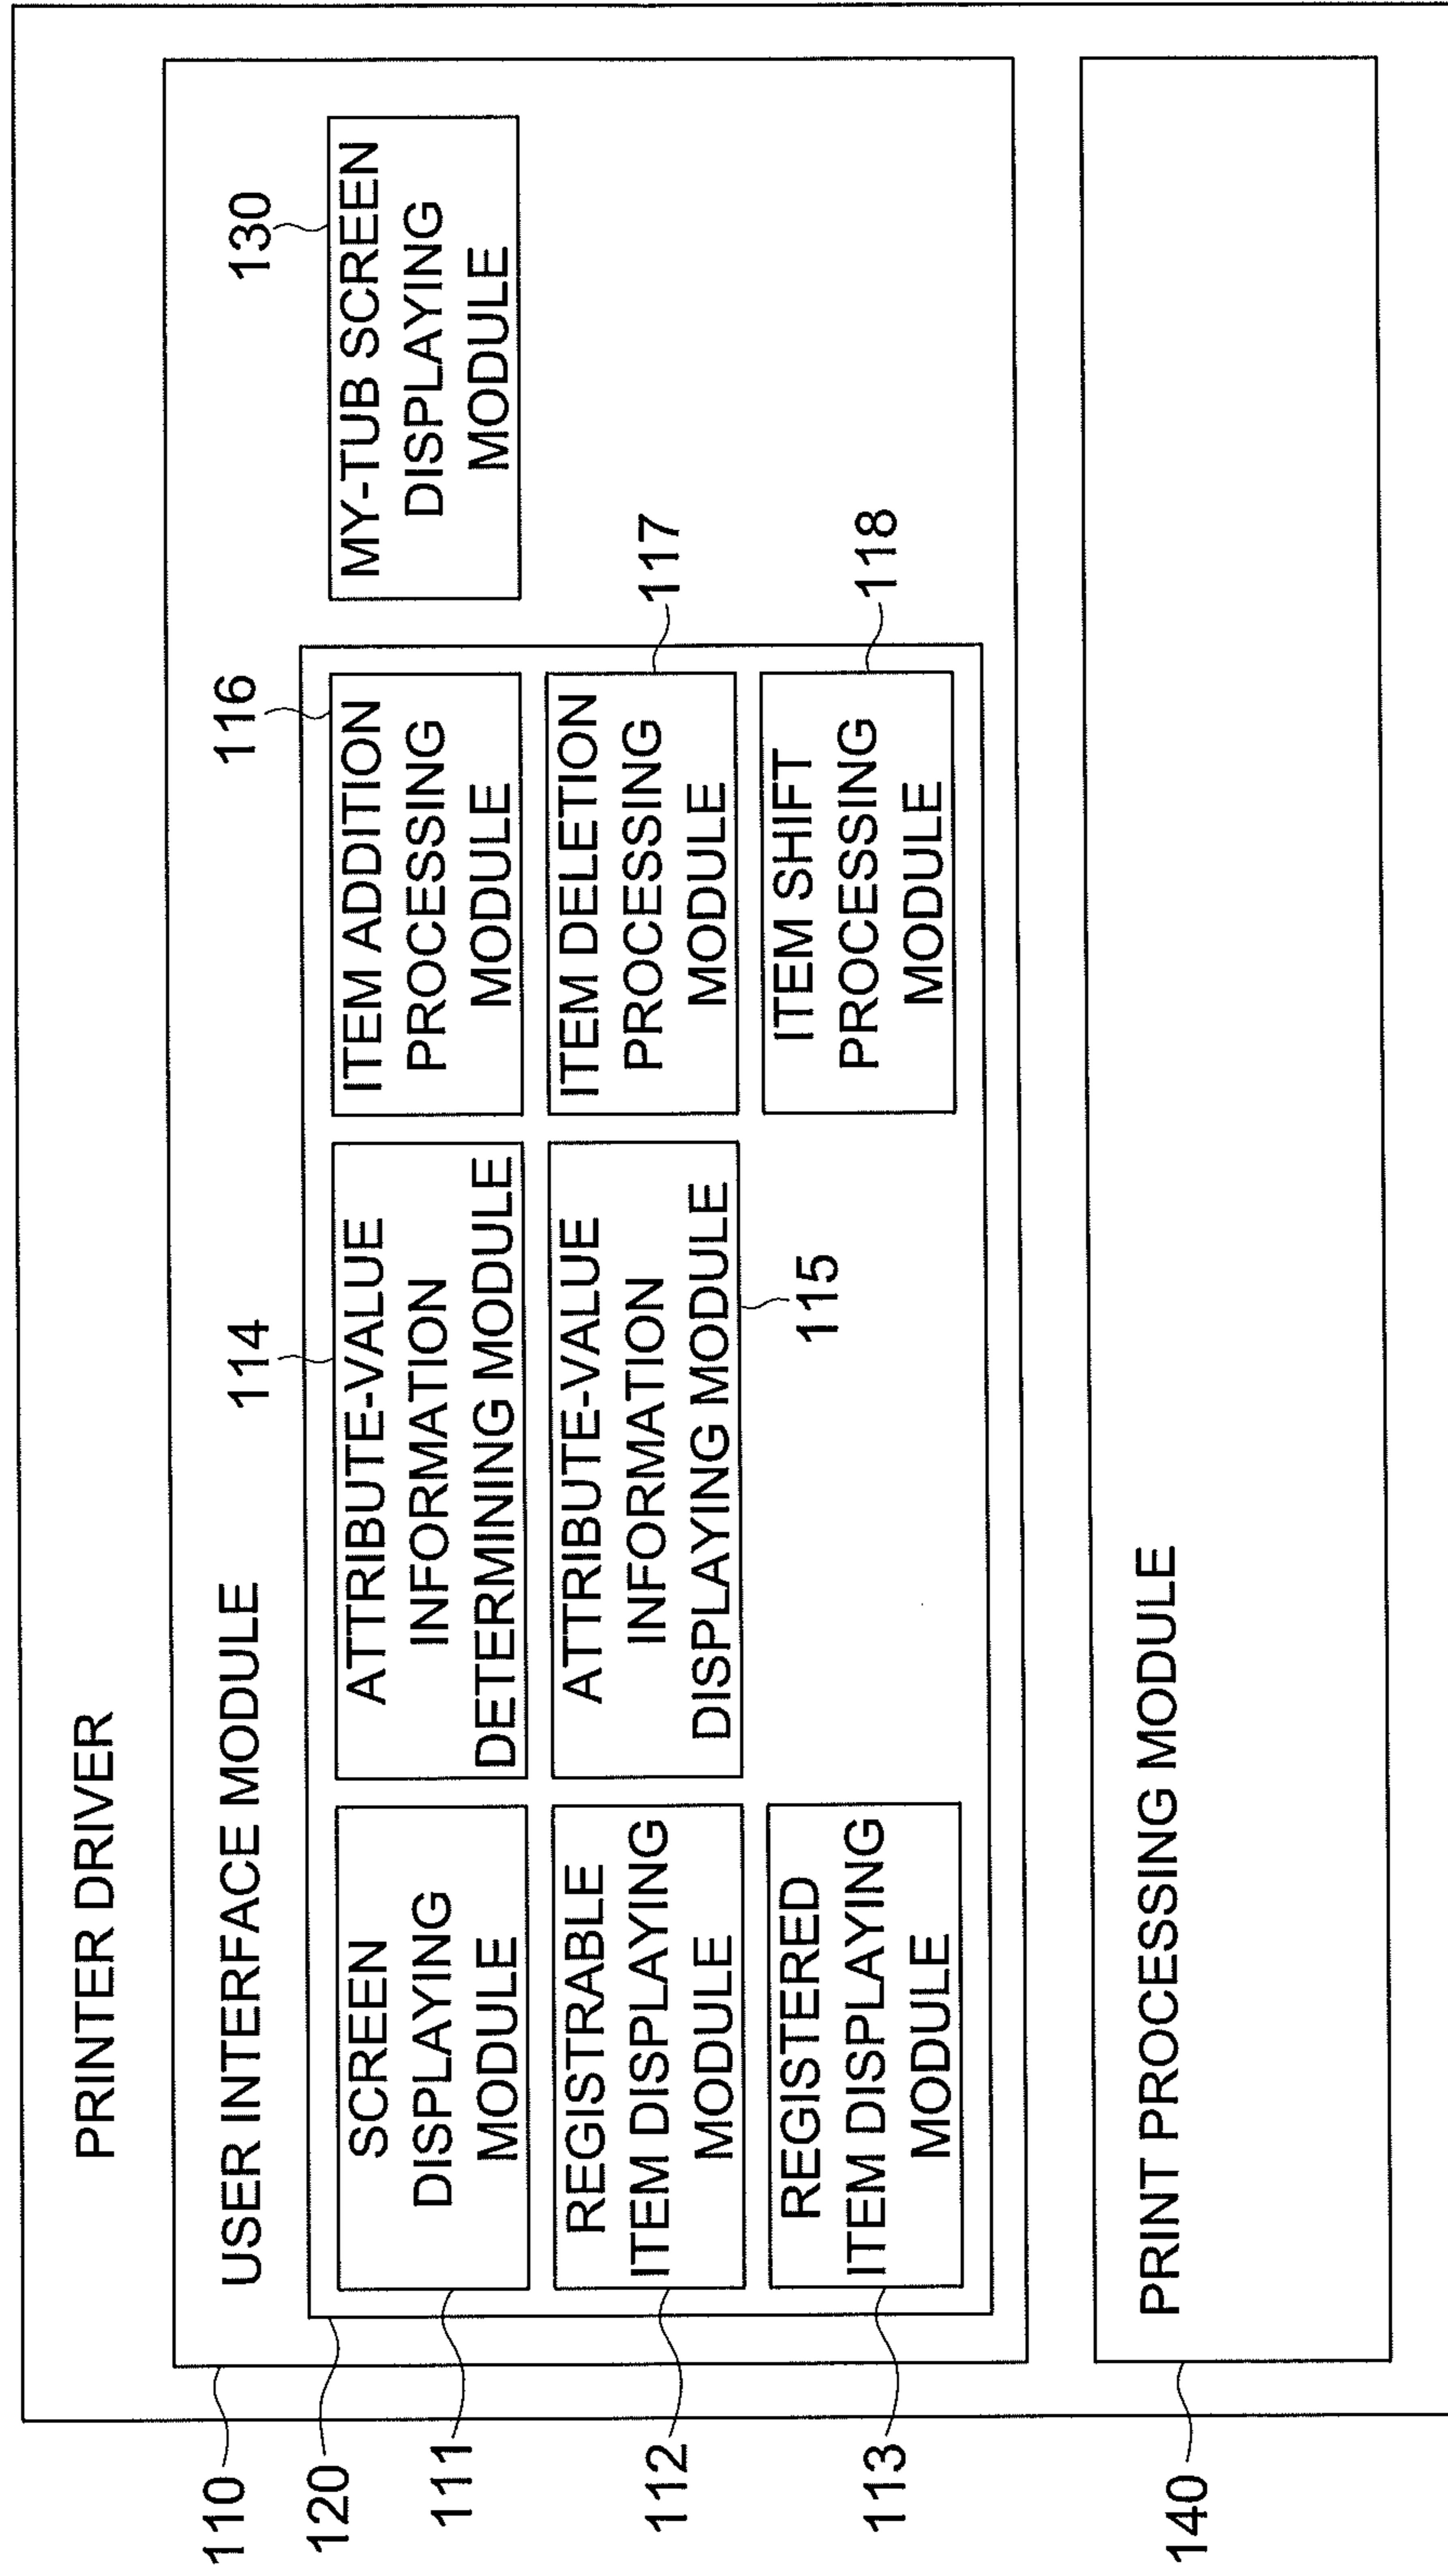 PRINTER DRIVER
110
USER INTERFACE MODULE
120
111
SCREEN
DISPLAYING
MODULE
112
REGISTRABLE
ITEM DISPLAYING
MODULE
113
REGISTERED
ITEM DISPLAYING
MODULE
114
ATTRIBUTE-VALUE
INFORMATION
DETERMINING MODULE
ATTRIBUTE-VALUE
INFORMATION
DISPLAYING MODULE
115
116
ITEM ADDITION
PROCESSING
MODULE
117
ITEM DELETION
PROCESSING
MODULE
118
ITEM SHIFT
PROCESSING
MODULE
130
MY-TUB SCREEN
DISPLAYING
MODULE
140
PRINT PROCESSING MODULE